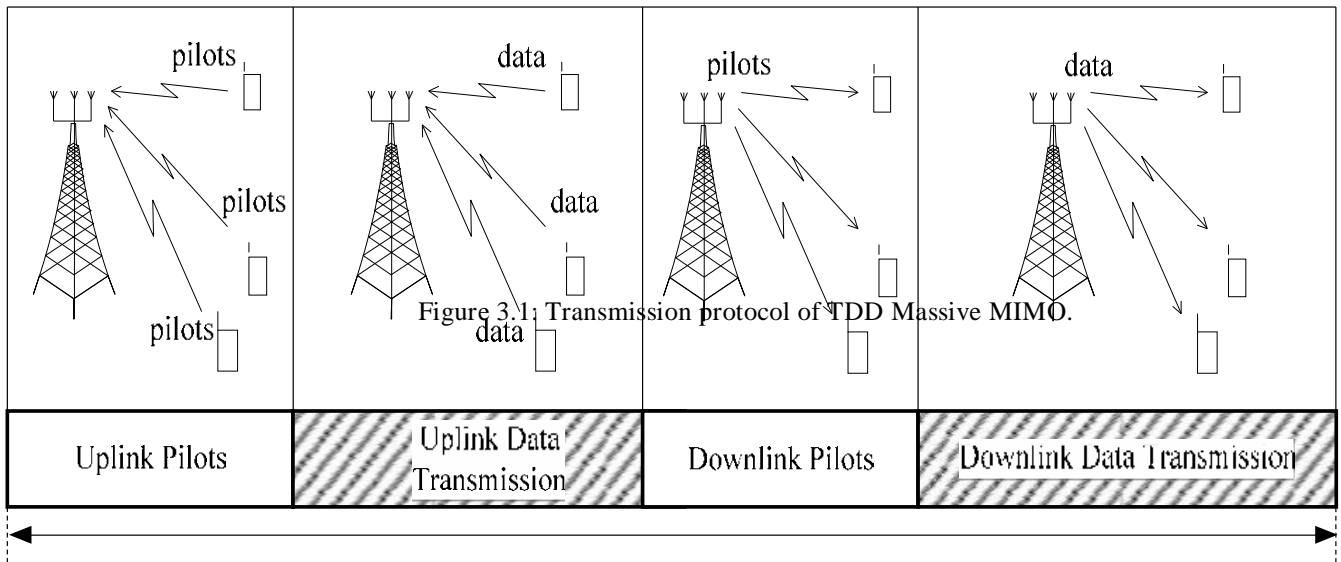 pilots
data
pilots
data
pilots
data
Figure 3.1: Transmission protocol of TDD Massive MIMO.
pilots
data
Uplink Pilots
Uplink Data
Transmission
Downlink Pilots
Downlink Data Transmission